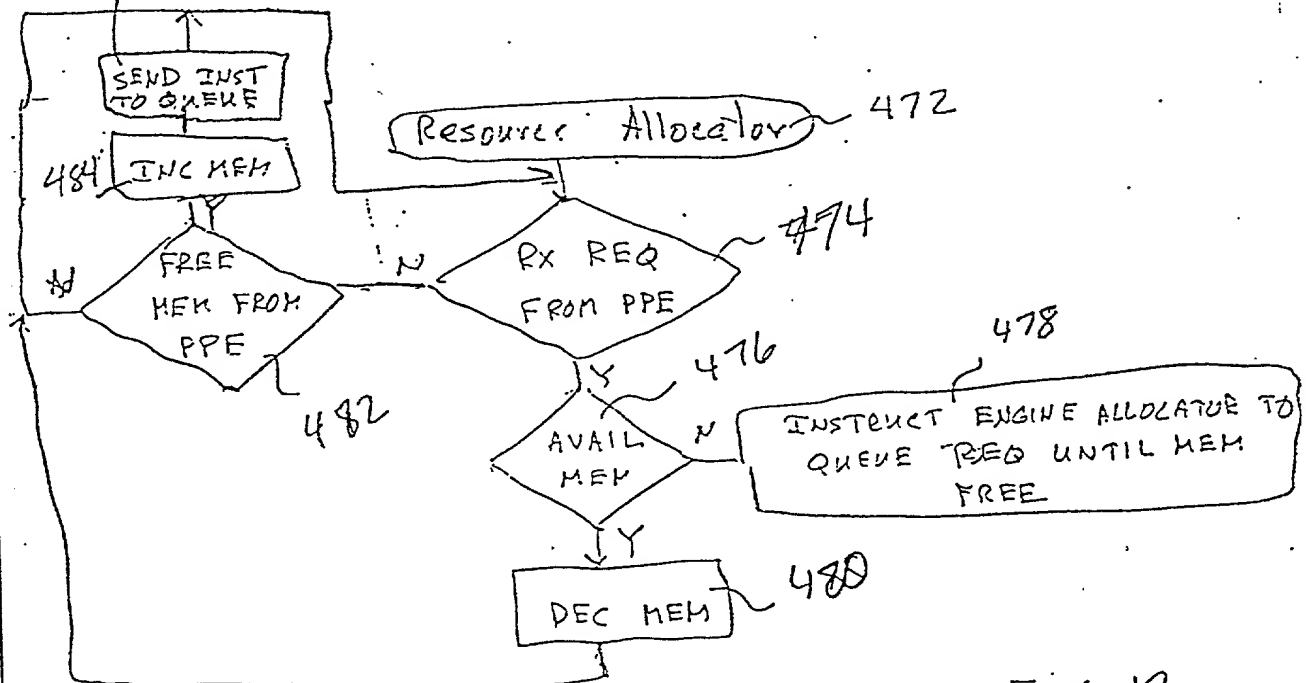 SEND INST
TO QUEUE
Resource Allocator
472
484
INC MEM
Y
474
FREE
MEM FROM
PPE
N
RX REQ
FROM PPE
482
Y
476
478
AVAIL
MEM
N
INSTRUCT ENGINE ALLOCATOR TO
QUEUE REQ UNTIL MEM
FREE
Y
DEC MEM
480